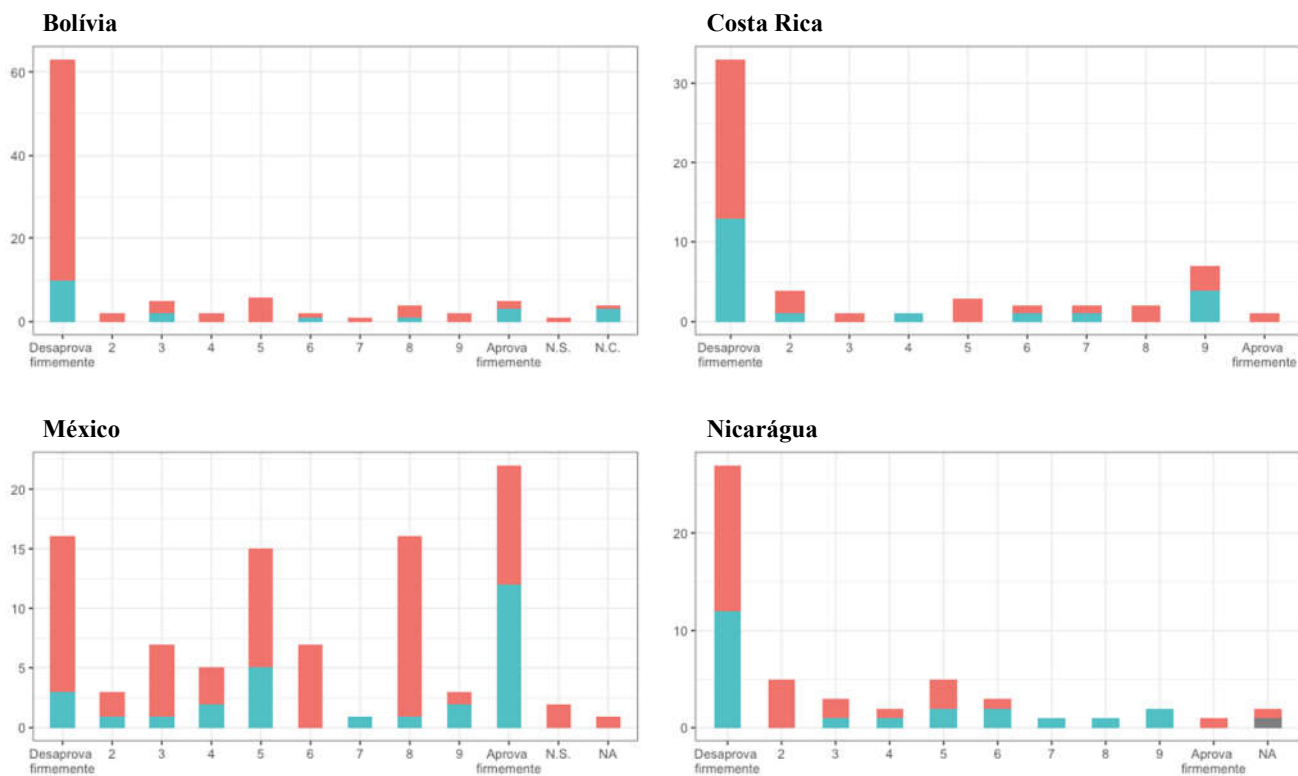 Bolívia
60
40
20
0
Desaprova 2 3 4 5 6 7 8 9 Aprova N.S. N.C.
firmemente firmemente
Costa Rica
30
20
10
0
Desaprova 2 3 4 5 6 7 8 9 Aprova
firmemente firmemente
México
20
15
10
5
0
Desaprova 2 3 4 5 6 7 8 9 Aprova N.S. NA
firmemente firmemente
Nicarágua
20
10
0
Desaprova 2 3 4 5 6 7 8 9 Aprova NA
firmemente firmemente